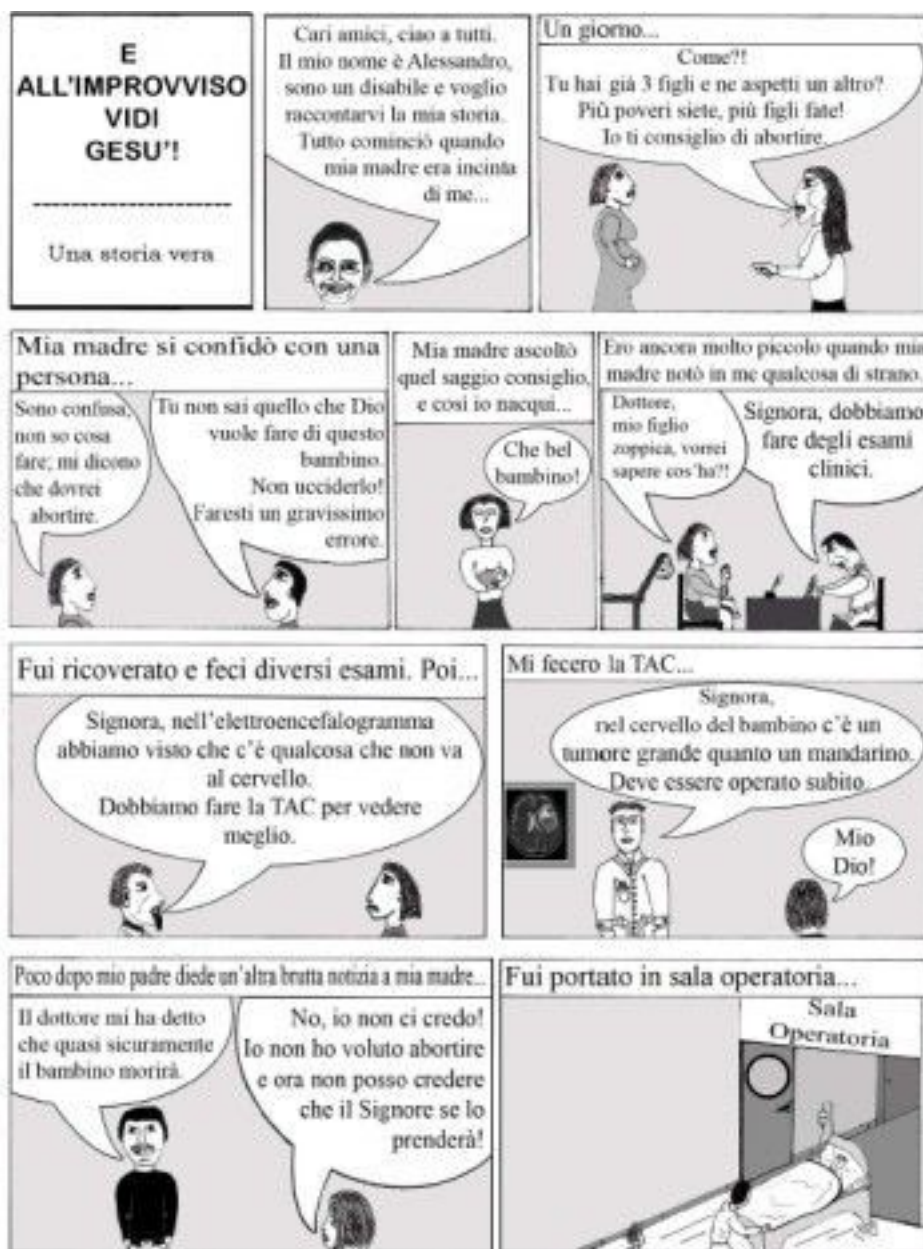 E
ALL'IMPROVVISO
VIDI
GESU'!
Una storia vera
Cari amici, ciao a tutti.
Il mio nome è Alessandro,
sono un disabile e voglio
raccontarvi la mia storia.
Tutto cominciò quando
mia madre era incinta
di me...
Un giorno...
Come?!
Tu hai già 3 figli e ne aspetti un altro?
Più poveri siete, più figli fate!
Io ti consiglio di abortire.
Mia madre si confidò con una
persona...
Sono confusa,
non so cosa
fare; mi dicono
che dovrei
abortire.
Tu non sai quello che Dio
vuole fare di questo
bambino.
Non ucciderlo!
Faresti un gravissimo
errore.
Mia madre ascoltò
quel saggio consiglio,
e così io nacqui...
Che bel
bambino!
Ero ancora molto piccolo quando mia
madre notò in me qualcosa di strano.
Dottore,
mio figlio
zoppica, vorrei
sapere cos'ha?!
Signora, dobbiamo
fare degli esami
clinici.
Fui ricoverato e feci diversi esami. Poi...
Signora, nell'elettroencefalogramma
abbiamo visto che c'è qualcosa che non va
al cervello.
Dobbiamo fare la TAC per vedere
meglio.
Mi fecero la TAC...
Signora,
nel cervello del bambino c'è un
tumore grande quanto un mandarino.
Deve essere operato subito.
Mio
Dio!
Poco dopo mio padre diede un'altra brutta notizia a mia madre...
Il dottore mi ha detto
che quasi sicuramente
il bambino morirà.
No, io non ci credo!
Io non ho voluto abortire
e ora non posso credere
che il Signore se lo
prenderà!
Fui portato in sala operatoria...
Sala
Operatoria